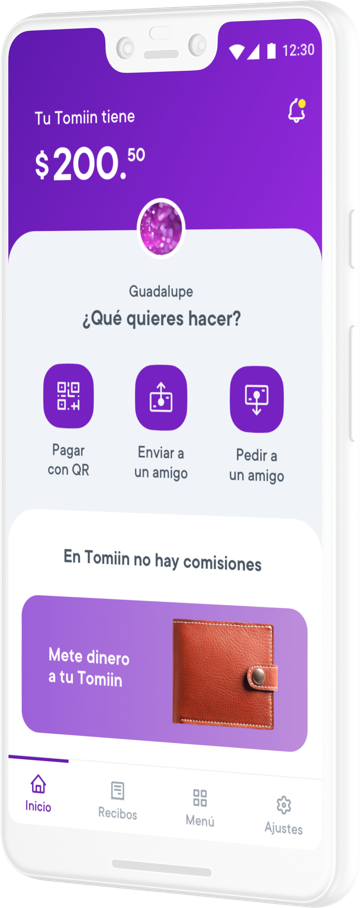 12:30
Tu Tomiin tiene
$200.50
Guadalupe
¿Qué quieres hacer?
Pagar
con QR
Enviar a
un amigo
Pedir a
un amigo
En Tomiin no hay comisiones
Mete dinero
a tu Tomiin
Inicio
Recibos
Menú
Ajustes